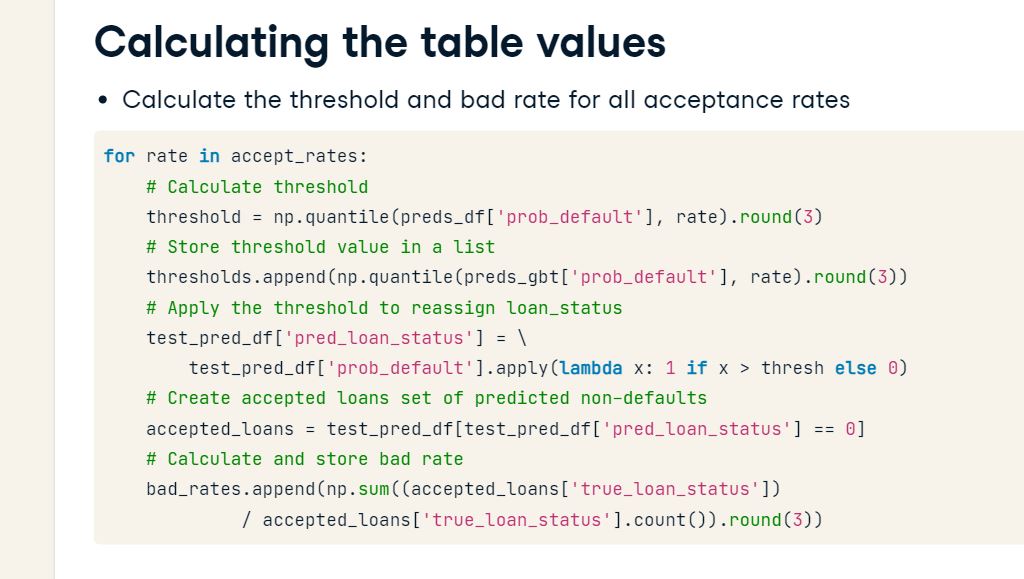 Calculating the table values
• Calculate the threshold and bad rate for all acceptance rates
for rate in accept_rates:
    # Calculate threshold
    threshold = np.quantile(preds_df['prob_default'], rate).round(3)
    # Store threshold value in a list
    thresholds.append(np.quantile(preds_gbt['prob_default'], rate).round(3))
    # Apply the threshold to reassign loan_status
    test_pred_df['pred_loan_status'] = \
        test_pred_df['prob_default'].apply(lambda x: 1 if x > thresh else 0)
    # Create accepted loans set of predicted non-defaults
    accepted_loans = test_pred_df[test_pred_df['pred_loan_status'] == 0]
    # Calculate and store bad rate
    bad_rates.append(np.sum((accepted_loans['true_loan_status'])
             / accepted_loans['true_loan_status'].count()).round(3))